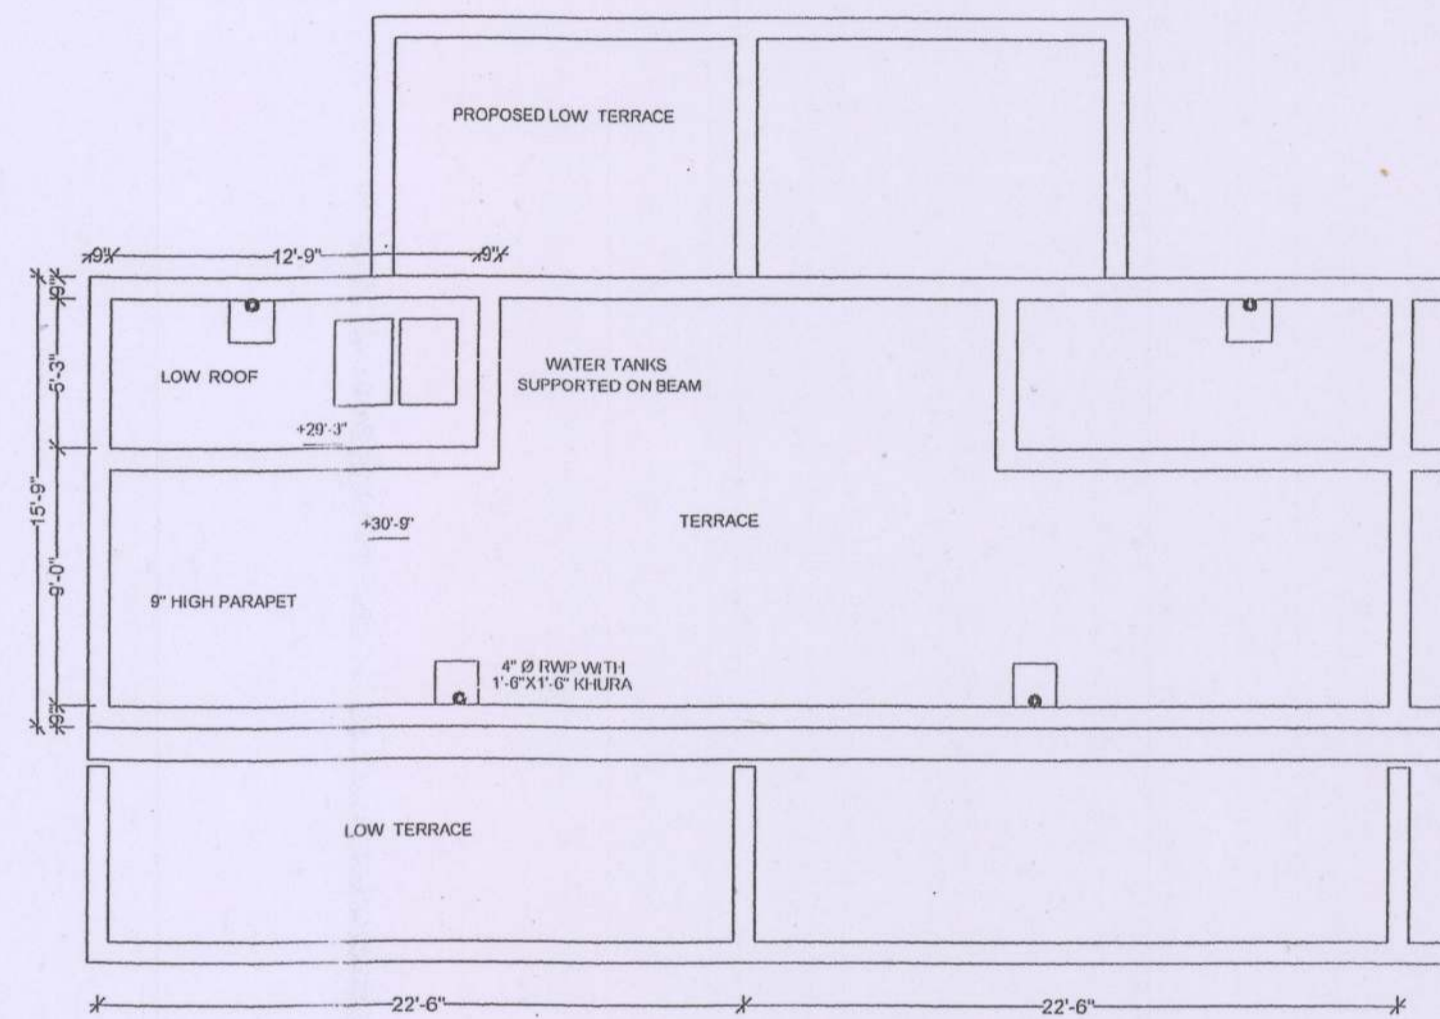 PROPOSED LOW TERRACE
9"
12'-9"
9"
9"
5'-3"
15'-9"
9'-0"
9"
LOW ROOF
+29'-3"
WATER TANKS
SUPPORTED ON BEAM
+30'-9"
TERRACE
9" HIGH PARAPET
4" Ø RWP WITH
1'-6"X1'-6" KHURA
LOW TERRACE
22'-6"
22'-6"